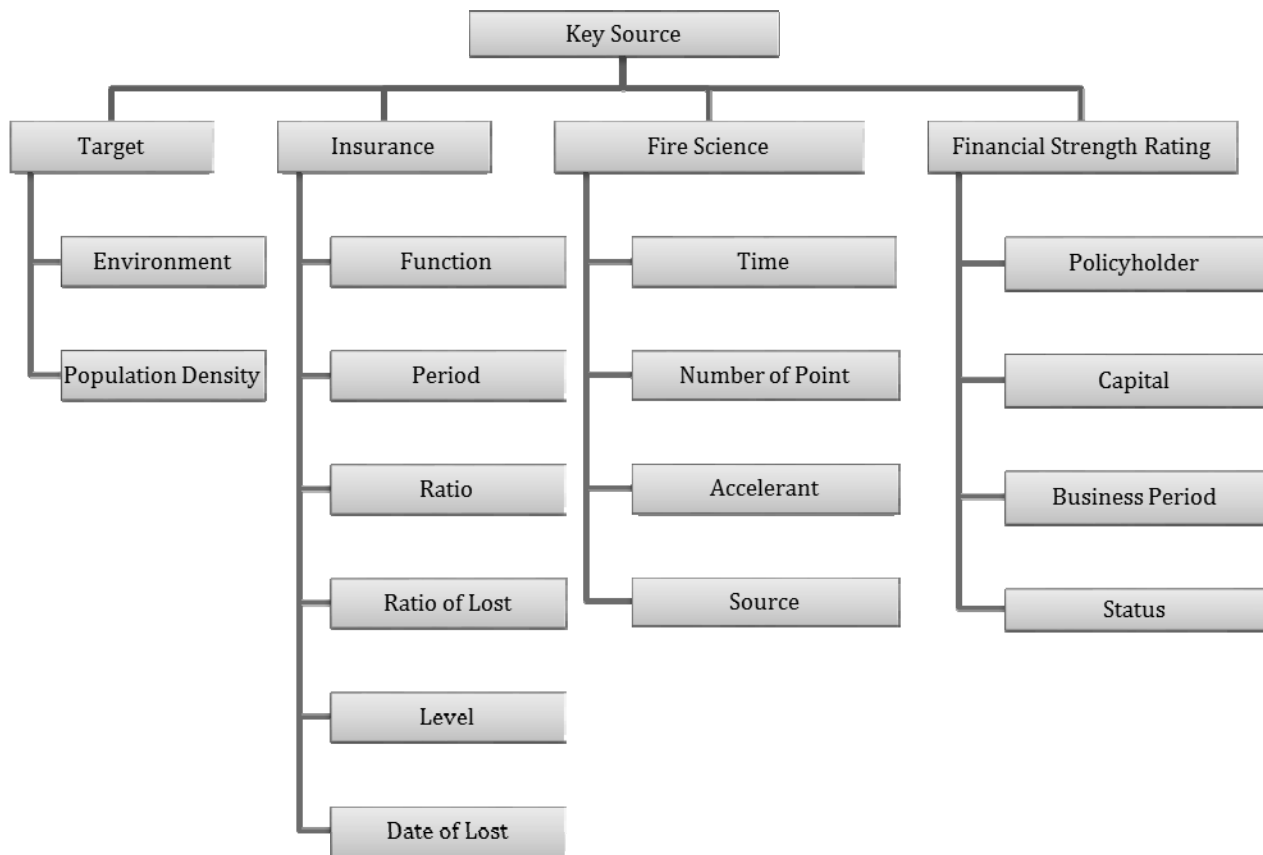 Key Source
Target
Insurance
Fire Science
Financial Strength Rating
Environment
Population Density
Function
Period
Ratio
Ratio of Lost
Level
Date of Lost
Time
Number of Point
Accelerant
Source
Policyholder
Capital
Business Period
Status